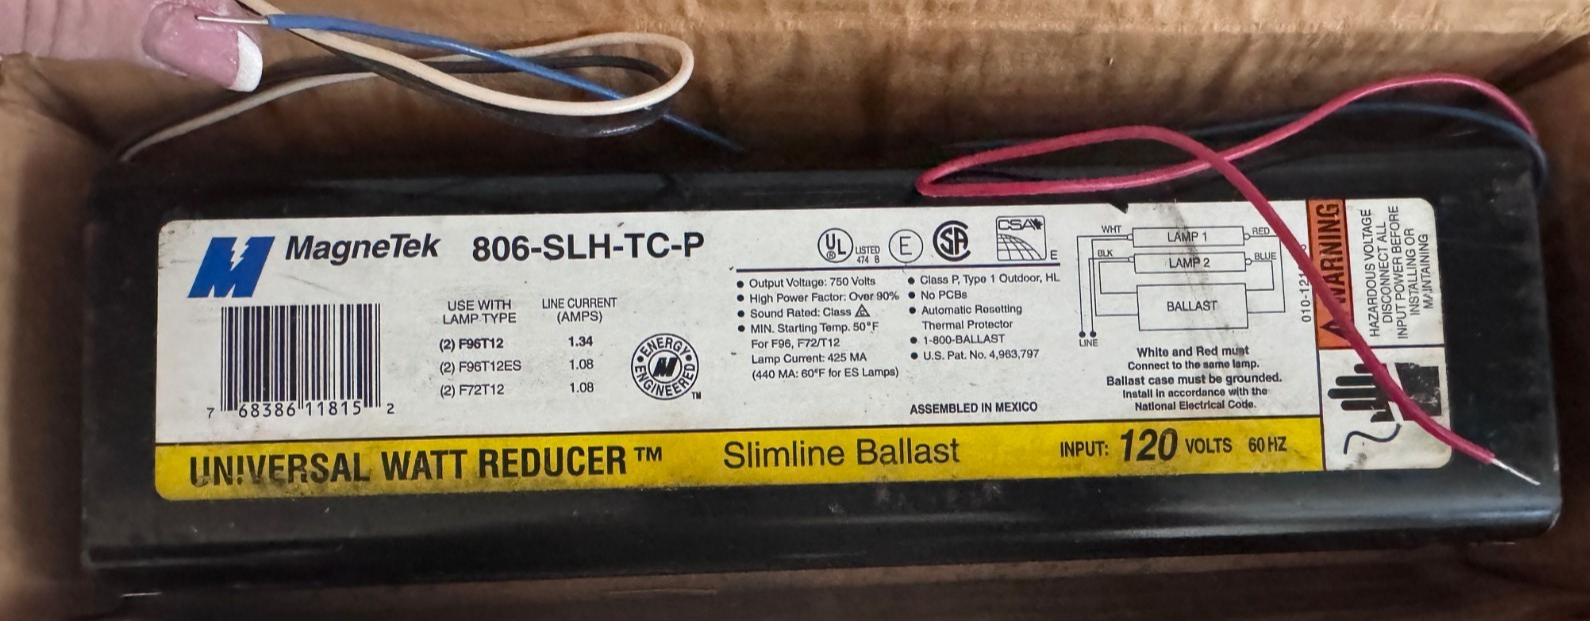 MagneTek 806-SLH-TC-P
USE WITH LAMP TYPE
LINE CURRENT (AMPS)
(2) F96T12 1.34
(2) F96T12ES 1.08
(2) F72T12 1.08
7 68386 11815 2
ENERGY ENGINEERED™
UL ® LISTED 474 B
E
SA
CSA
E
• Output Voltage: 750 Volts
• High Power Factor: Over 90%
• Sound Rated: Class A
• MIN. Starting Temp. 50°F
For F96, F72/T12
Lamp Current: 425 MA
(440 MA: 60°F for ES Lamps)
• Class P, Type 1 Outdoor, HL
• No PCBs
• Automatic Resetting
Thermal Protector
• 1-800-BALLAST
• U.S. Pat. No. 4,963,797
ASSEMBLED IN MEXICO
WHT LAMP 1 RED
BLK LAMP 2 BLUE
BALLAST
LINE
White and Red must
Connect to the same lamp.
Ballast case must be grounded.
Install in accordance with the
National Electrical Code.
WARNING
HAZARDOUS VOLTAGE
DISCONNECT ALL
INPUT POWER BEFORE
INSTALLING OR
MAINTAINING
UNIVERSAL WATT REDUCER™ Slimline Ballast INPUT: 120 VOLTS 60 HZ